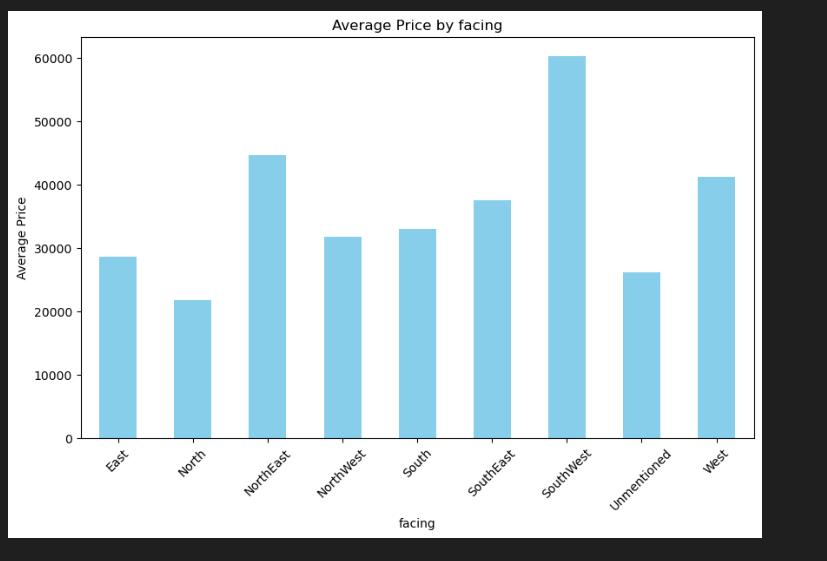 Average Price by facing
Average Price
60000
50000
40000
30000
20000
10000
0
East
North
NorthEast
NorthWest
South
SouthEast
SouthWest
Unmentioned
West
facing